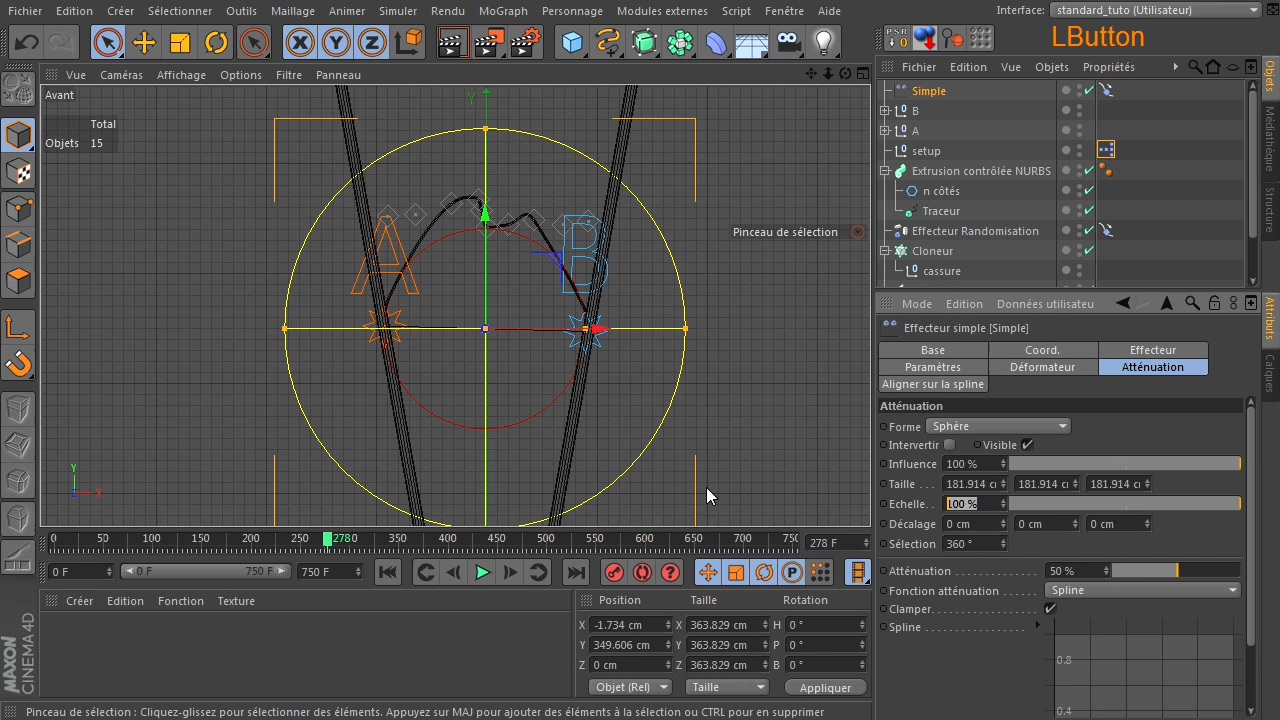 Fichier Edition Créer Sélectionner Outils Maillage Animer Simuler Rendu MoGraph Personnage Modules externes Script Fenêtre Aide Interface: standard_tuto (Utilisateur)
PSR
0
LButton
X Y Z
Vue Caméras Affichage Options Filtre Panneau
Fichier Edition Vue Objets Propriétés
Avant
Total
Objets 15
Y
A
B
Pinceau de sélection
Y
Z X
Simple
B
A
setup
Extrusion contrôlée NURBS
n côtés
Traceur
Effecteur Randomisation
Cloneur
cassure
Objets
Médiathèque
Structure
Mode Edition Données utilisateu
Effecteur simple [Simple]
Base Coord. Effecteur
Paramètres Déformateur Atténuation
Aligner sur la spline
Atténuation
Forme Sphère
Intervertir Visible
Influence 100 %
Taille . . . 181.914 cı 181.914 cı 181.914 cı
Echelle. . 100 %
Décalage 0 cm 0 cm 0 cm
Sélection 360 °
Atténuation . . . . . . . . . . . . 50 %
Fonction atténuation . Spline
Clamper. . . . . . . . . . . . . . . .
Spline . . . . . . . . . . . . . . .
0.8
0.4
Attributs
Calques
0 50 100 150 200 250 278 350 400 450 500 550 600 650 700 750 278 F
0 F 0 F 750 F 750 F
P
Créer Edition Fonction Texture
Position Taille Rotation
X -1.734 cm X 363.829 cm H 0 °
Y 349.606 cm Y 363.829 cm P 0 °
Z 0 cm Z 363.829 cm B 0 °
Objet (Rel) Taille Appliquer
MAXON
CINEMA 4D
Pinceau de sélection : Cliquez-glissez pour sélectionner des éléments. Appuyez sur MAJ pour ajouter des éléments à la sélection ou CTRL pour en supprimer